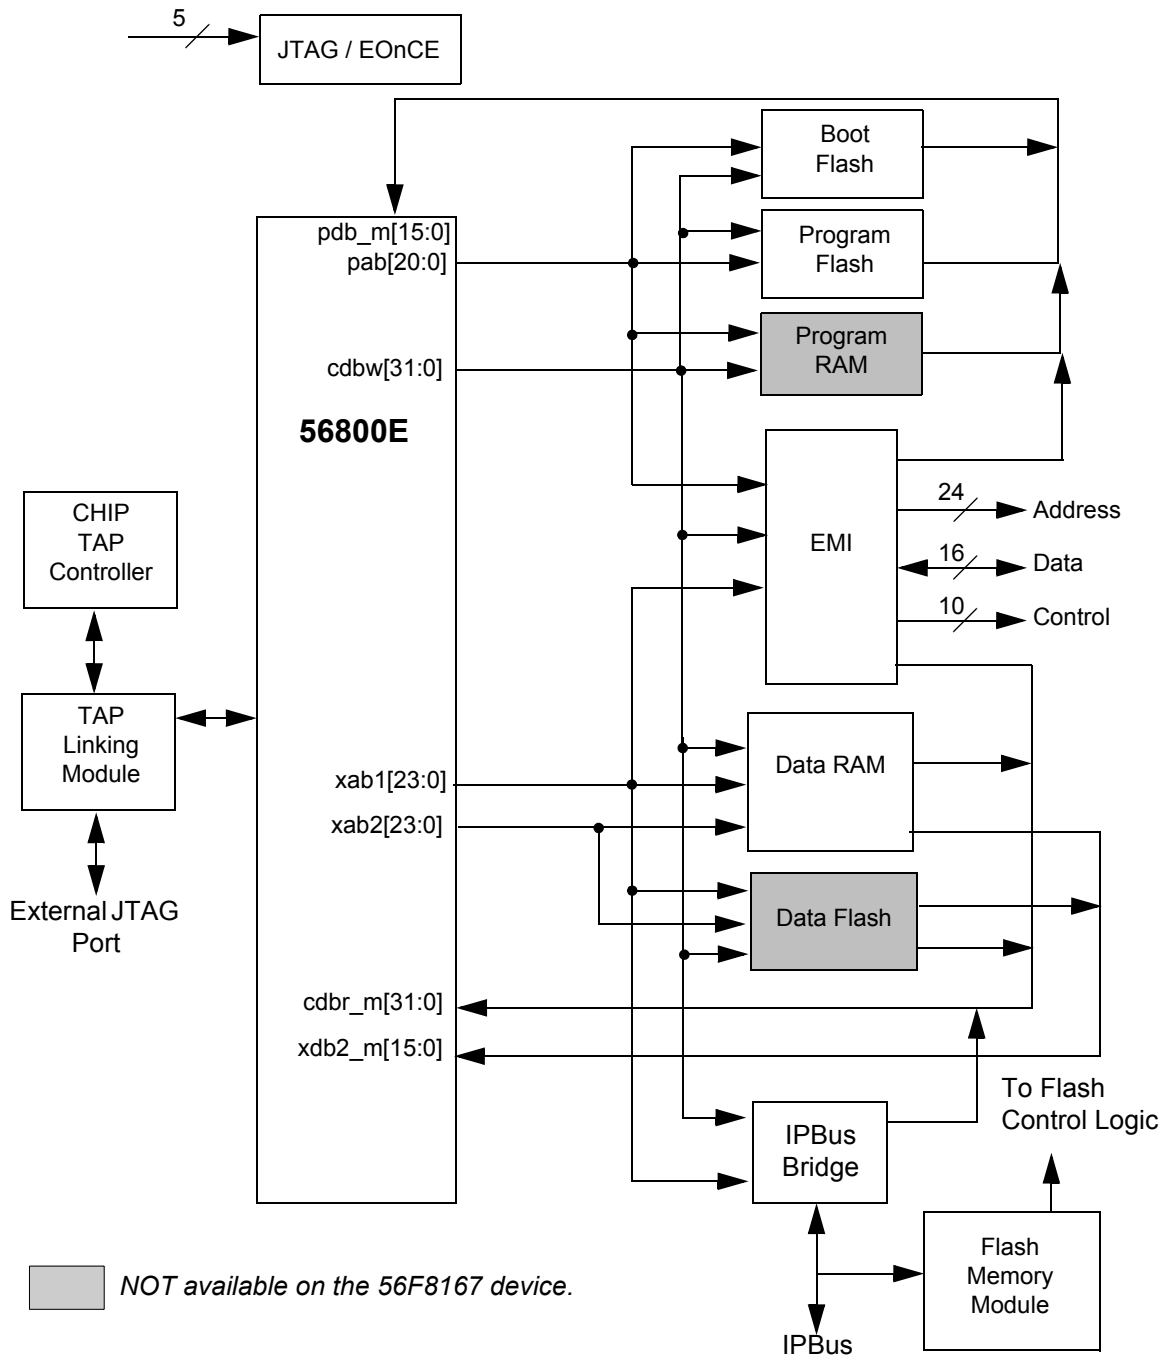 5
JTAG / EOnCE
Boot
Flash
pdb_m[15:0]
pab[20:0]
Program
Flash
cdbw[31:0]
Program
RAM
56800E
CHIP
TAP
Controller
EMI
24
Address
16
Data
10
Control
TAP
Linking
Module
xab1[23:0]
xab2[23:0]
Data RAM
External JTAG
Port
Data Flash
cdbr_m[31:0]
xdb2_m[15:0]
To Flash
Control Logic
IPBus
Bridge
Flash
Memory
Module
NOT available on the 56F8167 device.
IPBus